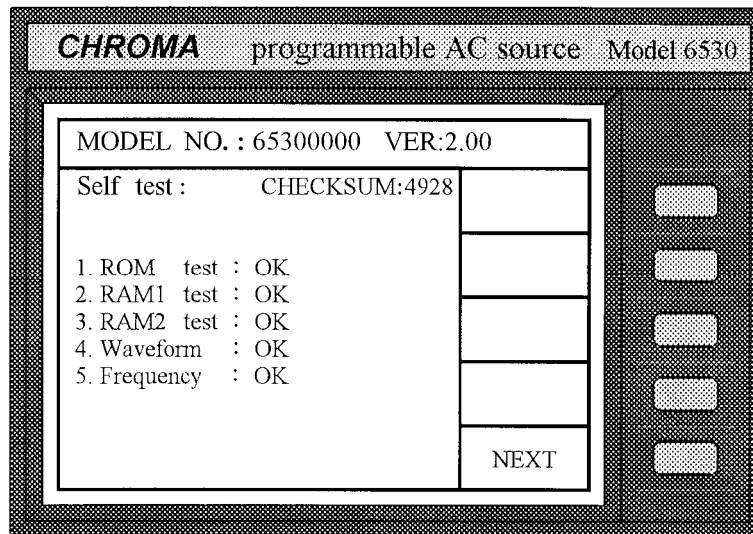 CHROMA programmable AC source Model 6530
MODEL NO. : 65300000 VER:2.00
Self test : CHECKSUM:4928
1. ROM test : OK
2. RAM1 test : OK
3. RAM2 test : OK
4. Waveform : OK
5. Frequency : OK
NEXT